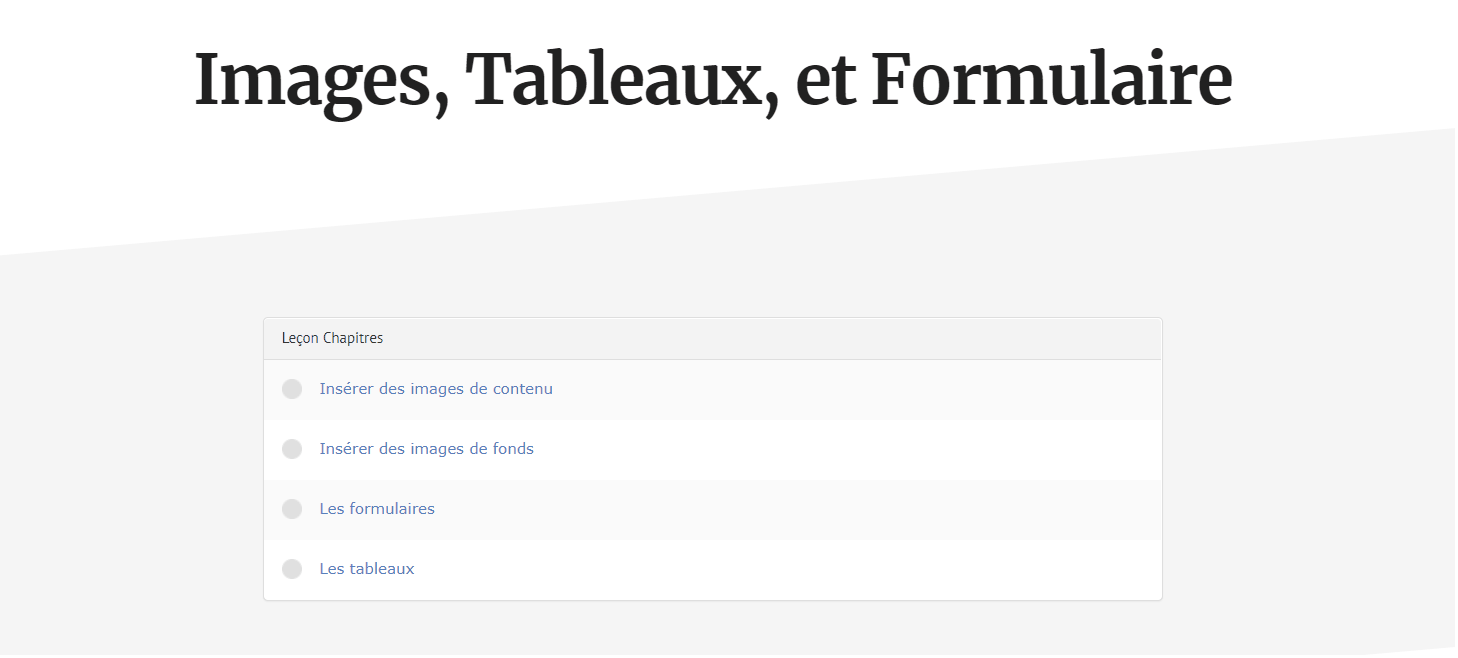 Images, Tableaux, et Formulaire
Leçon Chapitres
Insérer des images de contenu
Insérer des images de fonds
Les formulaires
Les tableaux